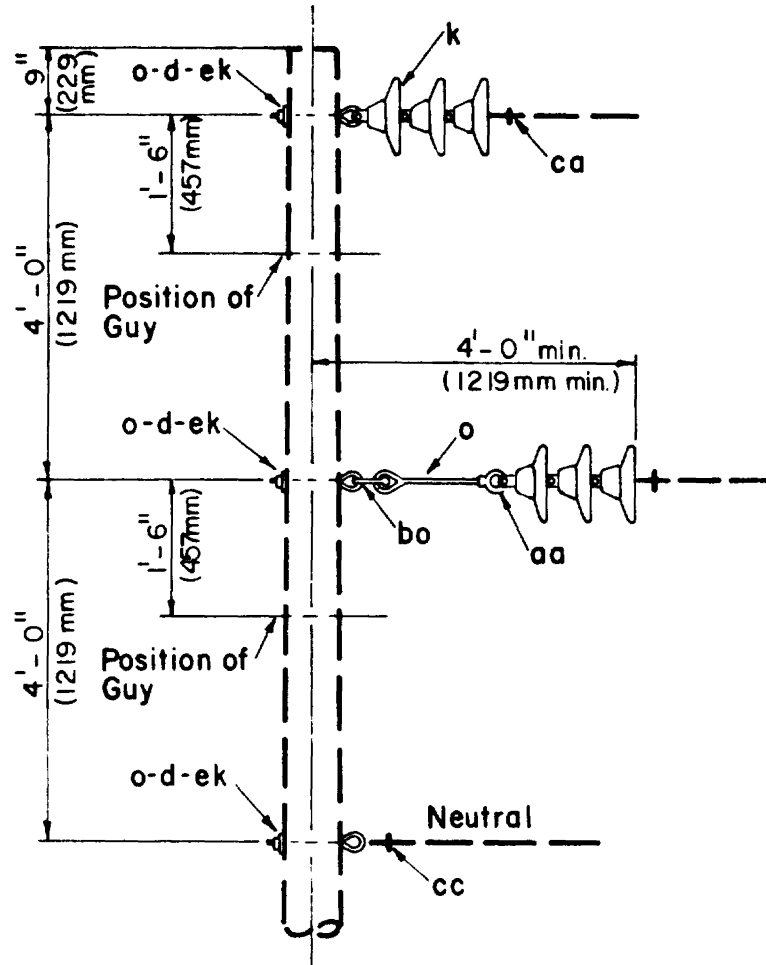 9"
(229
mm)
o-d-ek
k
ca
1'-6"
(457mm)
4'-0"
(1219 mm)
Position of
Guy
4'-0" min.
(1219mm min.)
o-d-ek
o
bo
aa
1'-6"
(457mm)
4'-0"
(1219 mm)
Position of
Guy
o-d-ek
Neutral
cc